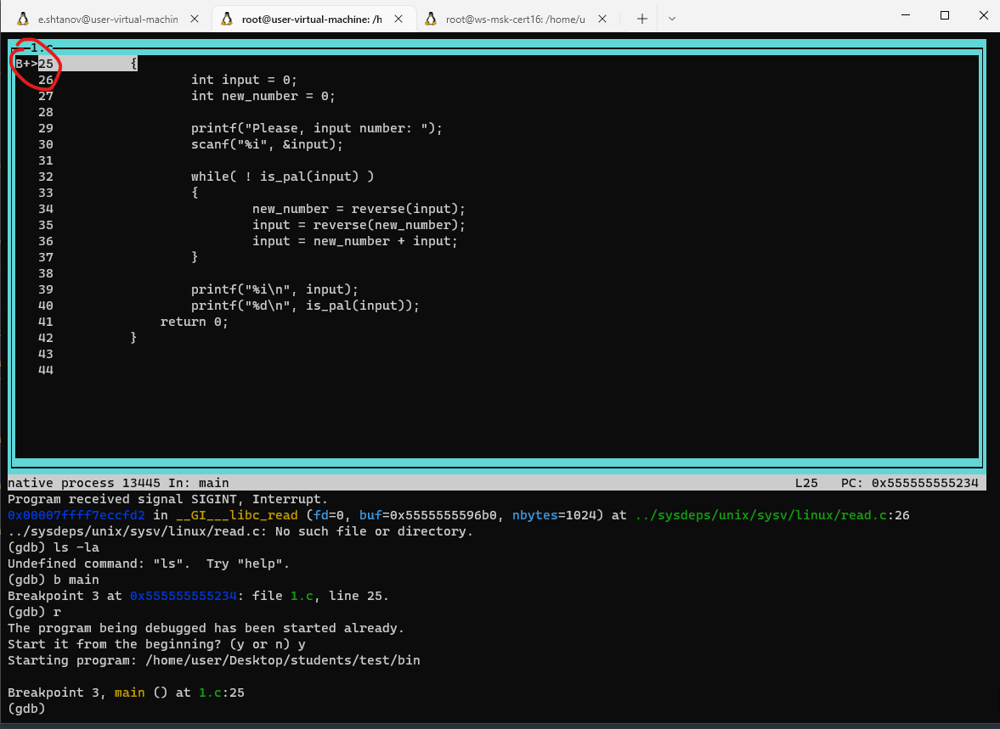 e.shtanov@user-virtual-machin
root@user-virtual-machine: /h
root@ws-msk-cert16: /home/u
1.c
B+>25 {
26 int input = 0;
27 int new_number = 0;
28
29 printf("Please, input number: ");
30 scanf("%i", &input);
31
32 while( ! is_pal(input) )
33 {
34 new_number = reverse(input);
35 input = reverse(new_number);
36 input = new_number + input;
37 }
38
39 printf("%i\n", input);
40 printf("%d\n", is_pal(input));
41 return 0;
42 }
43
44
native process 13445 In: main L25 PC: 0x555555555234
Program received signal SIGINT, Interrupt.
0x00007ffff7eccfd2 in __GI___libc_read (fd=0, buf=0x5555555596b0, nbytes=1024) at ../sysdeps/unix/sysv/linux/read.c:26
../sysdeps/unix/sysv/linux/read.c: No such file or directory.
(gdb) ls -la
Undefined command: "ls".  Try "help".
(gdb) b main
Breakpoint 3 at 0x555555555234: file 1.c, line 25.
(gdb) r
The program being debugged has been started already.
Start it from the beginning? (y or n) y
Starting program: /home/user/Desktop/students/test/bin
Breakpoint 3, main () at 1.c:25
(gdb)